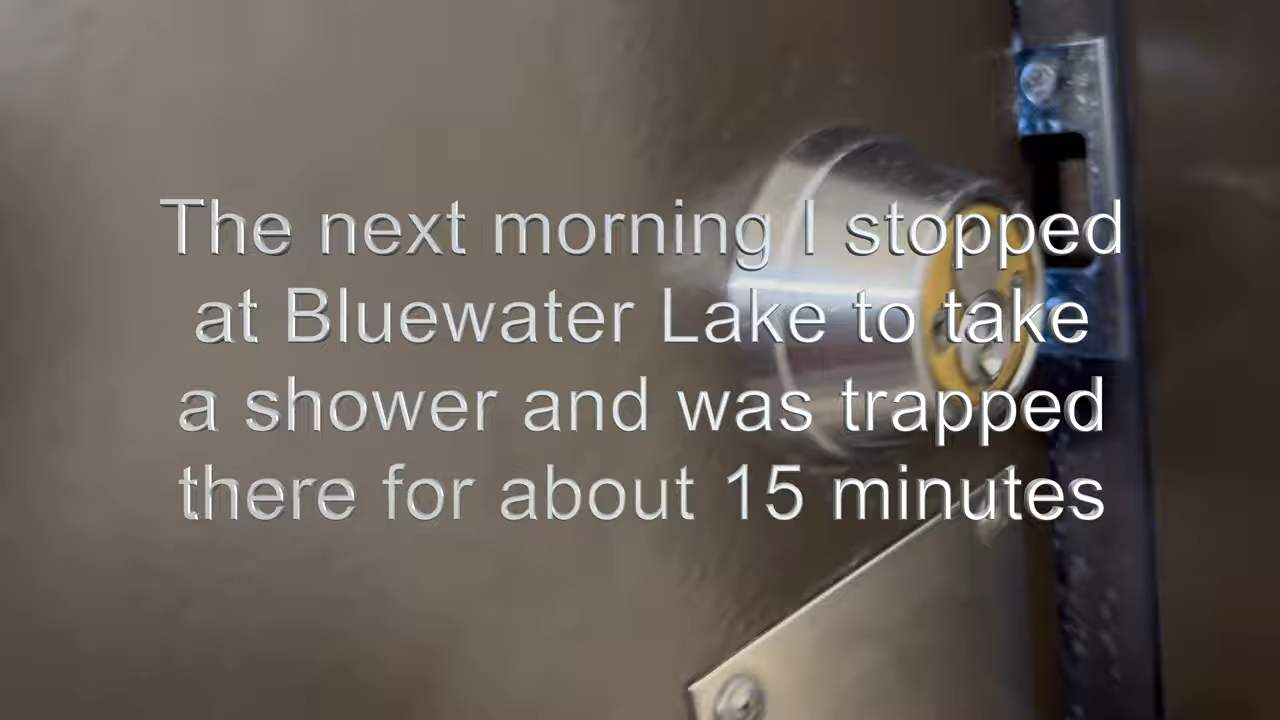 The next morning I stopped
at Bluewater Lake to take
a shower and was trapped
there for about 15 minutes